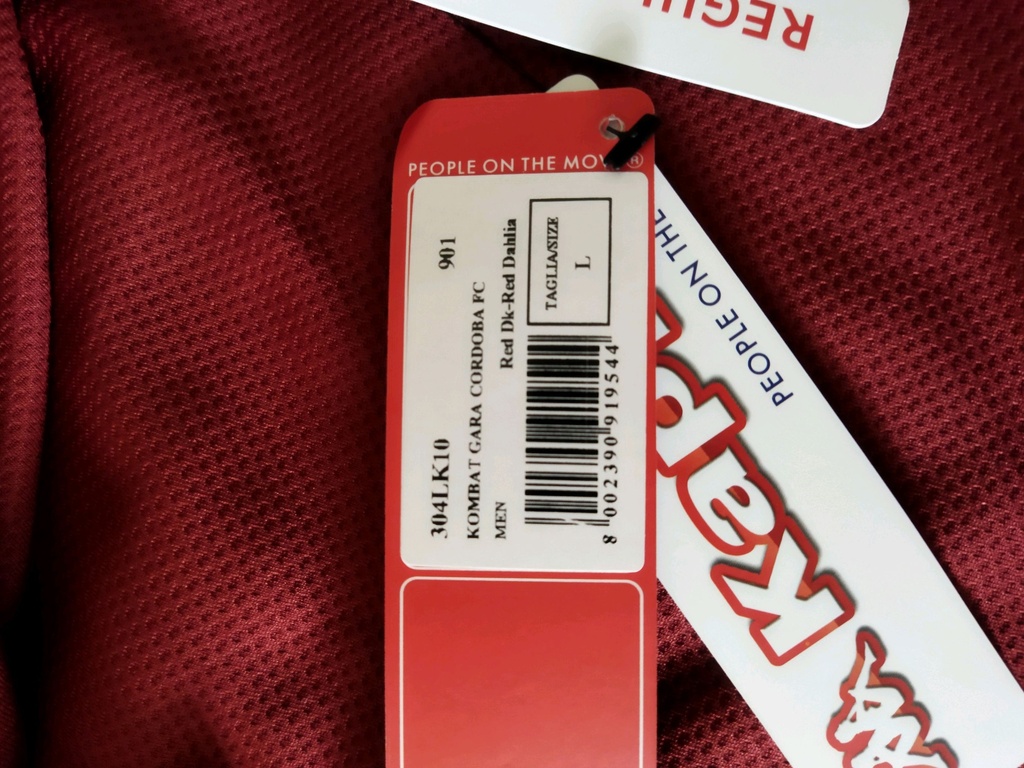 REGU
PEOPLE ON THE MOVE®
304LK10 901
KOMBAT GARA CORDOBA FC
MEN Red Dk-Red Dahlia
TAGLIA/SIZE
L
8 002390 919544
PEOPLE ON THE
Kappa